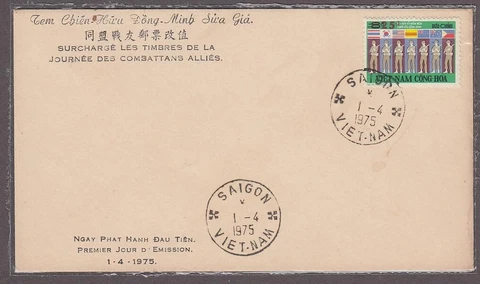 Tem Chiến-Hữu Đồng-Minh Sửa Giá.
同盟戰友郵票改值
SURCHARGÉ LES TIMBRES DE LA
JOURNÉE DES COMBATTANS ALLIÉS.
VIỆT-NAM CỘNG-HÒA
SAIGON
1-4
1975
VIET-NAM
SAIGON
1-4
1975
VIET-NAM
NGAY PHAT HANH ĐAU TIÊN.
PREMIER JOUR D'EMISSION.
1-4-1975.